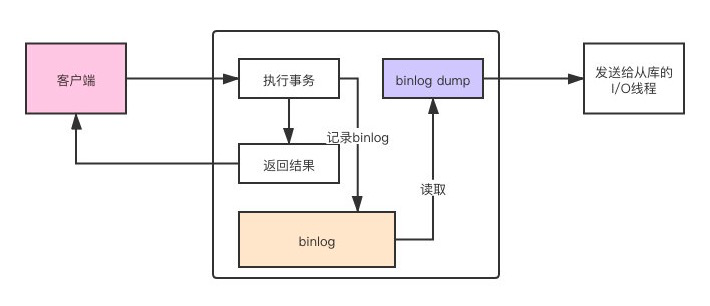 客户端
执行事务
binlog dump
发送给从库的
I/O线程
记录binlog
返回结果
读取
binlog